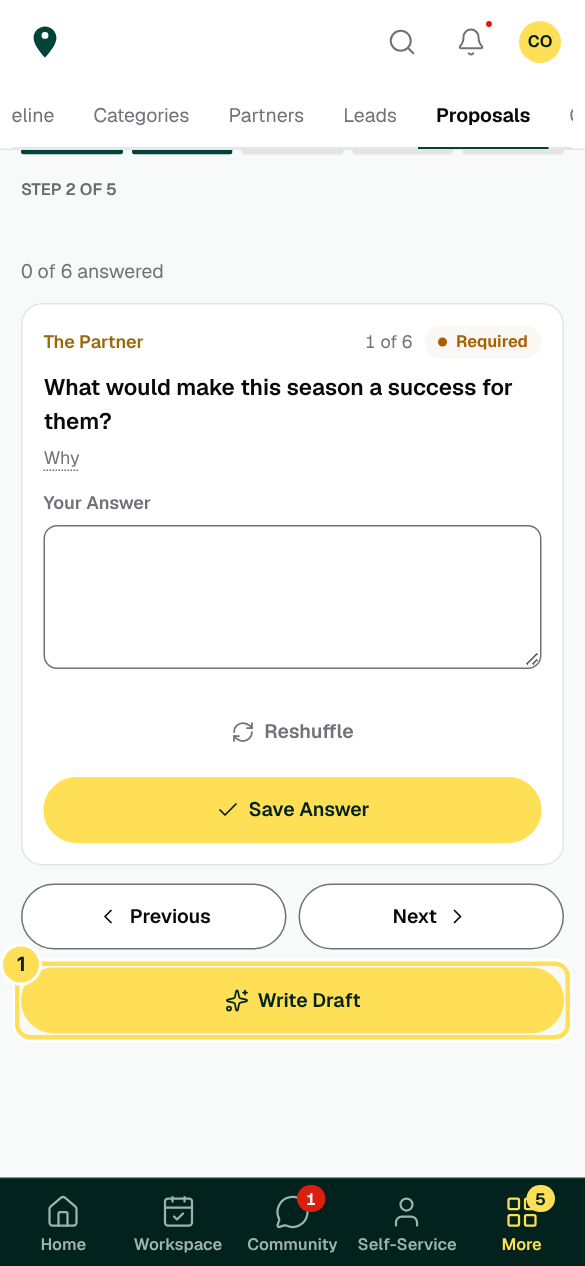 CO
eline
Categories
Partners
Leads
Proposals
STEP 2 OF 5
0 of 6 answered
The Partner
1 of 6
Required
What would make this season a success for
them?
Why
Your Answer
Reshuffle
Save Answer
Previous
Next
1
Write Draft
1
5
Home
Workspace
Community
Self-Service
More